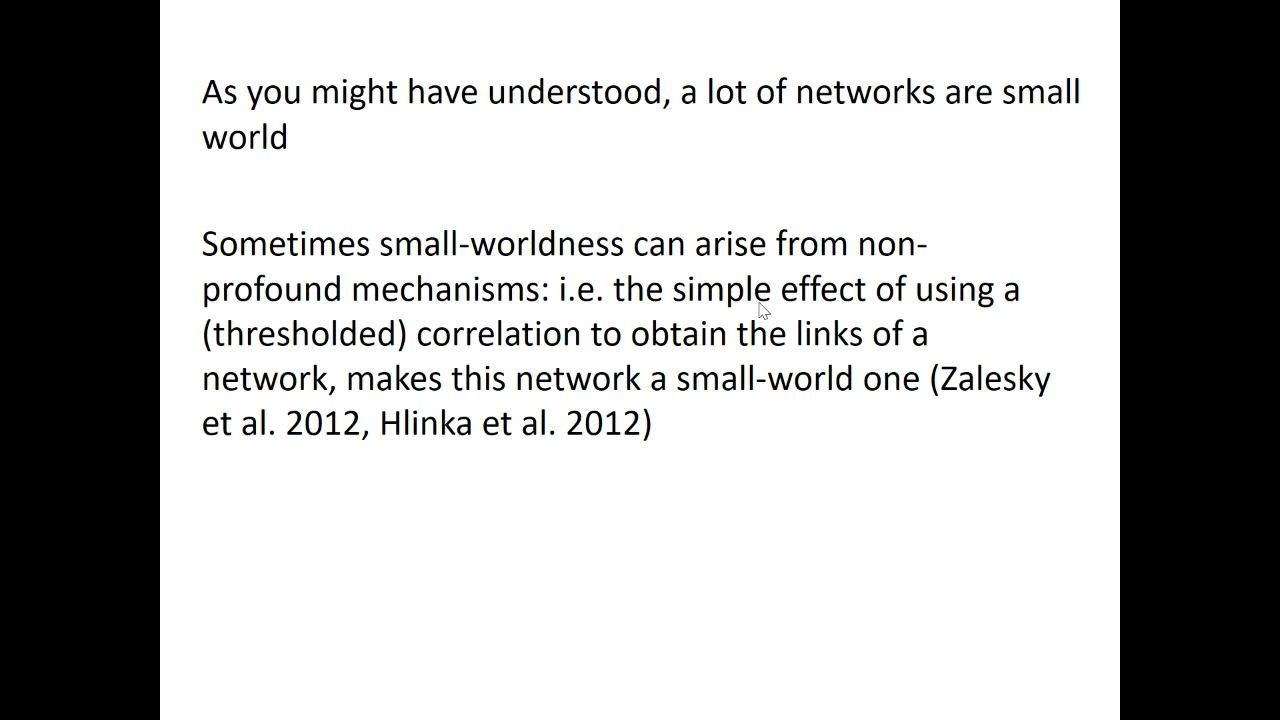 As you might have understood, a lot of networks are small
world
Sometimes small-worldness can arise from non-
profound mechanisms: i.e. the simple effect of using a
(thresholded) correlation to obtain the links of a
network, makes this network a small-world one (Zalesky
et al. 2012, Hlinka et al. 2012)